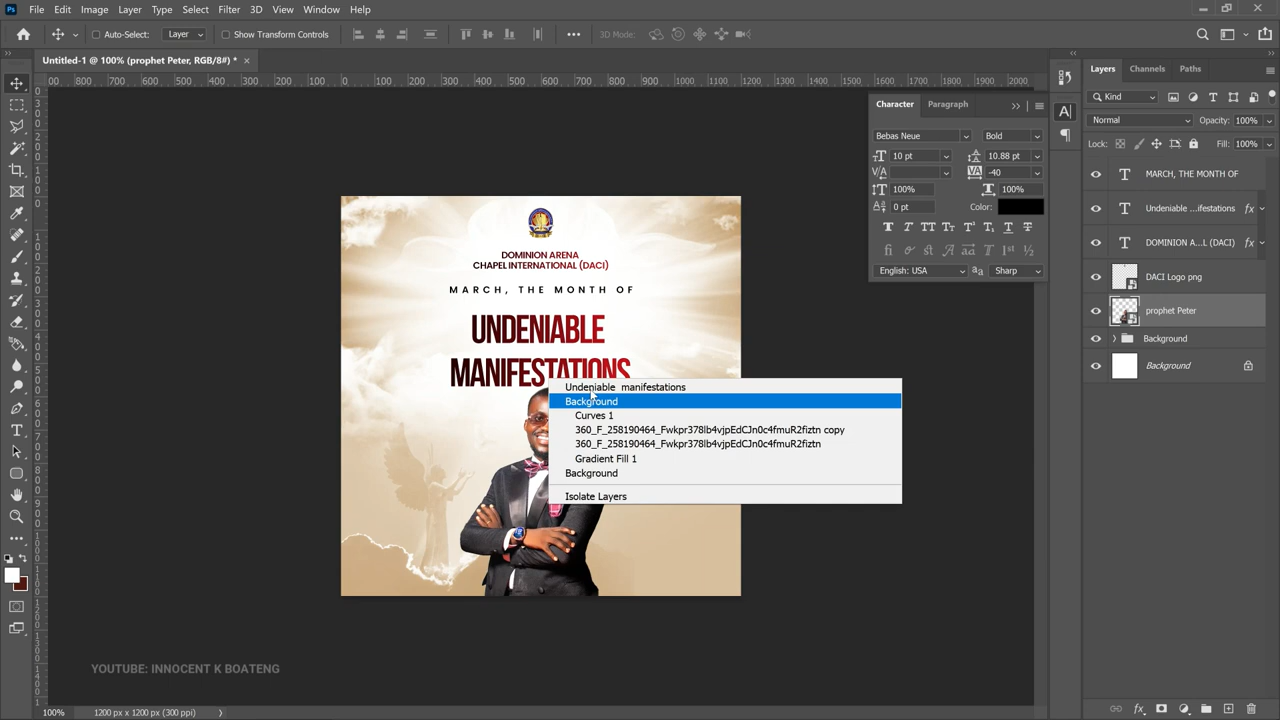 File Edit Image Layer Type Select Filter 3D View Window Help
Auto-Select: Layer Show Transform Controls 3D Mode:
Untitled-1 @ 100% (prophet Peter, RGB/8#) *
Character Paragraph
Bebas Neue Bold
10 pt 10.88 pt
-40
100% 100%
0 pt Color:
English: USA Sharp
Layers Channels Paths
Kind
Normal Opacity: 100%
Lock: Fill: 100%
MARCH, THE MONTH OF
Undeniable ...ifestations fx
DOMINION A...L (DACI) fx
DACI Logo png
prophet Peter
Background
Background
DOMINION ARENA
CHAPEL INTERNATIONAL (DACI)
MARCH, THE MONTH OF
UNDENIABLE
MANIFESTATIONS
Undeniable manifestations
Background
Curves 1
360_F_258190464_Fwkpr378lb4vjpEdCJn0c4fmuR2fiztn copy
360_F_258190464_Fwkpr378lb4vjpEdCJn0c4fmuR2fiztn
Gradient Fill 1
Background
Isolate Layers
YOUTUBE: INNOCENT K BOATENG
100% 1200 px x 1200 px (300 ppi)